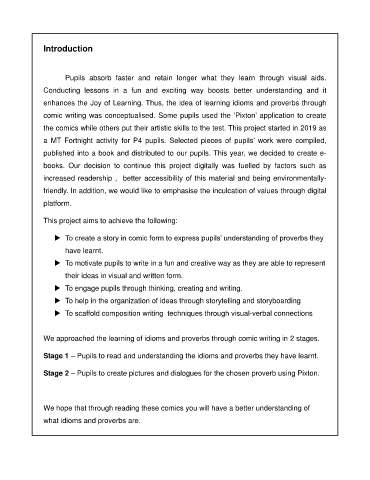 Introduction
Pupils absorb faster and retain longer what they learn through visual aids.
Conducting lessons in a fun and exciting way boosts better understanding and it
enhances the Joy of Learning. Thus, the idea of learning idioms and proverbs through
comic writing was conceptualised. Some pupils used the ‘Pixton’ application to create
the comics while others put their artistic skills to the test. This project started in 2019 as
a MT Fortnight activity for P4 pupils. Selected pieces of pupils’ work were compiled,
published into a book and distributed to our pupils. This year, we decided to create e-
books. Our decision to continue this project digitally was fuelled by factors such as
increased readership , better accessibility of this material and being environmentally-
friendly. In addition, we would like to emphasise the inculcation of values through digital
platform.
This project aims to achieve the following:
▶ To create a story in comic form to express pupils’ understanding of proverbs they
have learnt.
▶ To motivate pupils to write in a fun and creative way as they are able to represent
their ideas in visual and written form.
▶ To engage pupils through thinking, creating and writing.
▶ To help in the organization of ideas through storytelling and storyboarding
▶ To scaffold composition writing techniques through visual-verbal connections
We approached the learning of idioms and proverbs through comic writing in 2 stages.
Stage 1 – Pupils to read and understanding the idioms and proverbs they have learnt.
Stage 2 – Pupils to create pictures and dialogues for the chosen proverb using Pixton.
We hope that through reading these comics you will have a better understanding of
what idioms and proverbs are.